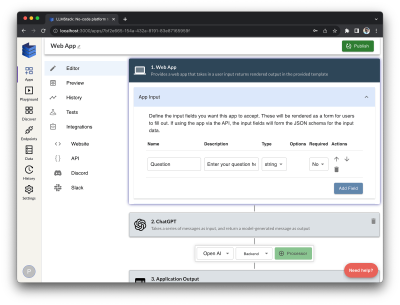 LLMStack: No-code platform
localhost:3000/apps/
Web App
Publish
Apps
Playground
Discover
Endpoints
Data
History
Settings
Editor
Preview
History
Tests
Integrations
Website
API
Discord
Slack
1. Web App
Provides a web app that takes in a user input returns rendered output in the provided template
App Input
Define the input fields you want this app to accept. These will be rendered as a form for users
to fill out. If using the app via the API, the input fields will form the JSON schema for the input
data.
Name Description Type Options Required Actions
Question Enter your question string No
Add Field
2. ChatGPT
Takes a series of messages as input, and return a model-generated message as output
Open AI Backend Processor
3. Application Output
P
Need help?